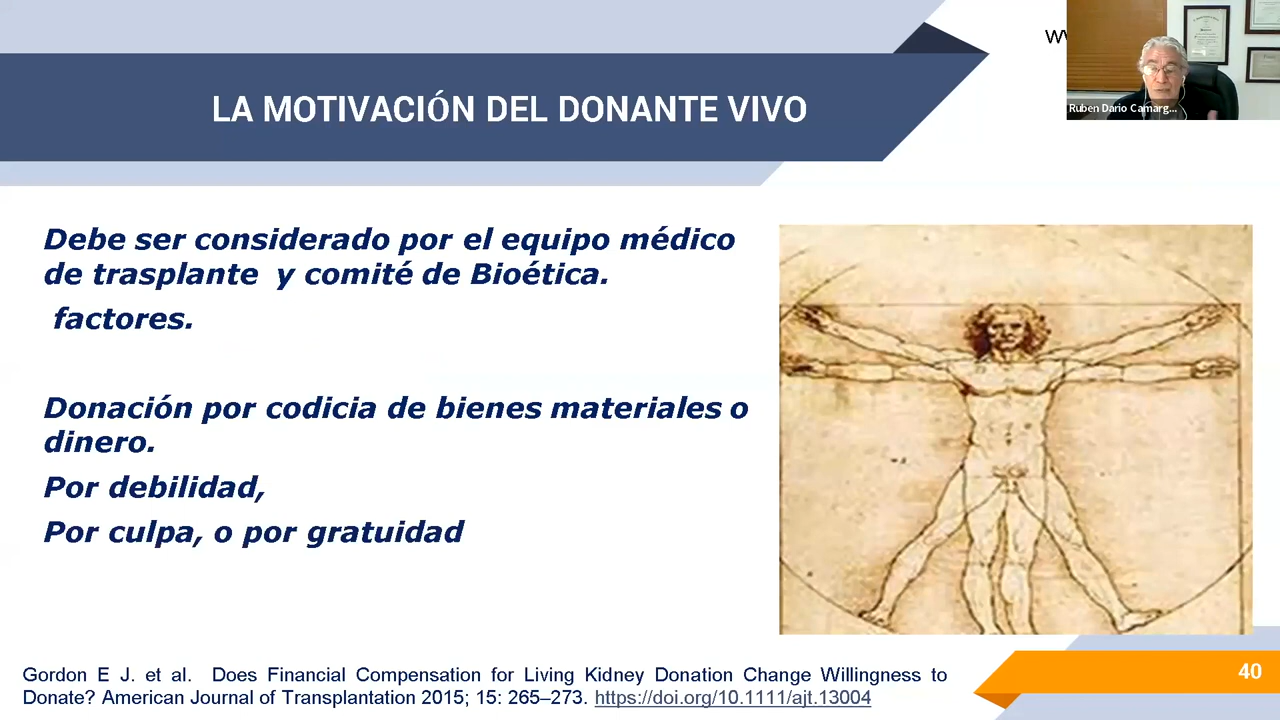 LA MOTIVACIÓN DEL DONANTE VIVO
Ruben Dario Camarg...
Debe ser considerado por el equipo médico
de trasplante y comité de Bioética.
factores.
Donación por codicia de bienes materiales o
dinero.
Por debilidad,
Por culpa, o por gratuidad
Gordon E J. et al. Does Financial Compensation for Living Kidney Donation Change Willingness to
Donate? American Journal of Transplantation 2015; 15: 265–273. https://doi.org/10.1111/ajt.13004
40